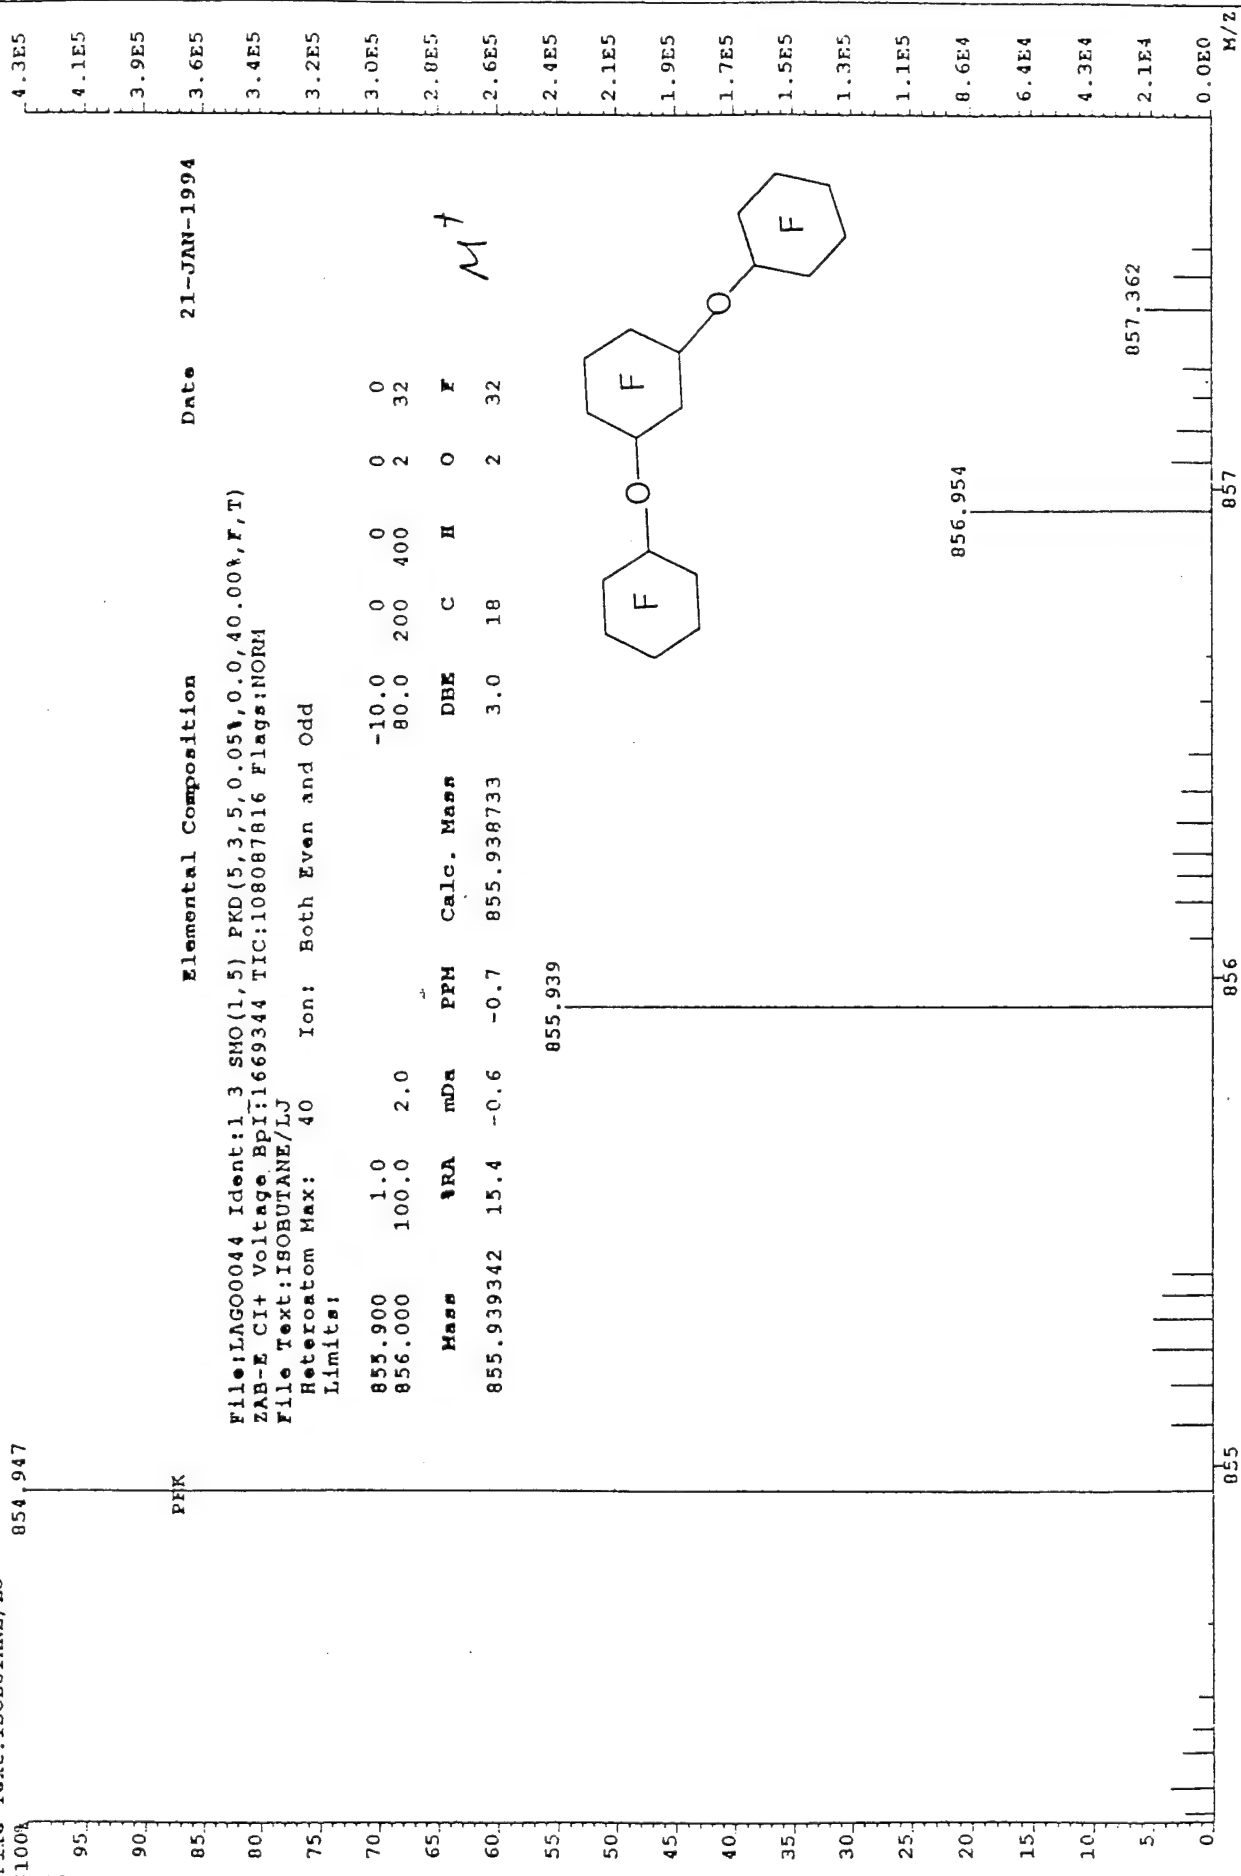 100%
95
90
85
80
75
70
65
60
55
50
45
40
35
30
25
20
15
10
5
0
854.947
PFK
Elemental Composition
Date 21-JAN-1994
File:LAGO0044 Ident:1_3 SMO(1,5) PKD(5,3,5,0.05%,0.0,40.00%,F,T)
ZAB-E CI+ Voltage BpI:1669344 TIC:108087816 Flags:NORM
File Text:ISOBUTANE/LJ
Heteroatom Max: 40 Ion: Both Even and Odd
Limits:
855.900 1.0 -10.0 0 0 0 0
856.000 100.0 2.0 80.0 200 400 2 32
Mass %RA mDa PPM Calc. Mass DBE C H O F
855.939342 15.4 -0.6 -0.7 855.938733 3.0 18 2 32
M+
F
O
F
O
F
855.939
856.954
857.362
4.3E5
4.1E5
3.9E5
3.6E5
3.4E5
3.2E5
3.0E5
2.8E5
2.6E5
2.4E5
2.1E5
1.9E5
1.7E5
1.5E5
1.3E5
1.1E5
8.6E4
6.4E4
4.3E4
2.1E4
0.0E0
855
856
857
M/Z